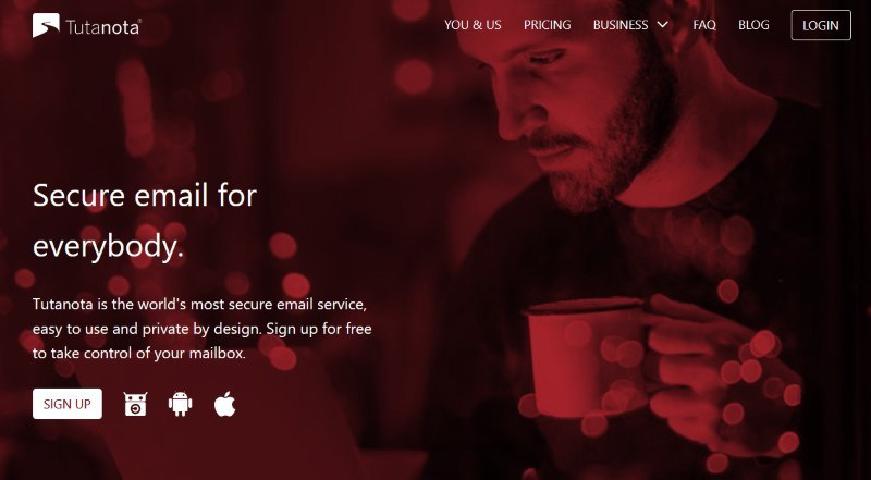 Tutanota®
YOU & US PRICING BUSINESS FAQ BLOG LOGIN
Secure email for
everybody.
Tutanota is the world's most secure email service,
easy to use and private by design. Sign up for free
to take control of your mailbox.
SIGN UP